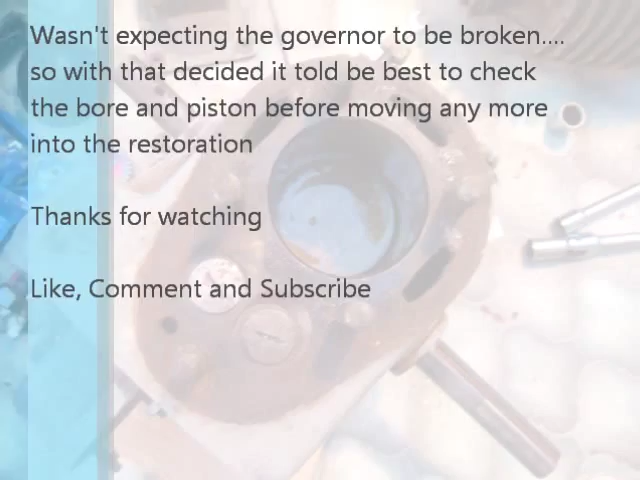 Wasn't expecting the governor to be broken....
so with that decided it told be best to check
the bore and piston before moving any more
into the restoration
Thanks for watching
Like, Comment and Subscribe